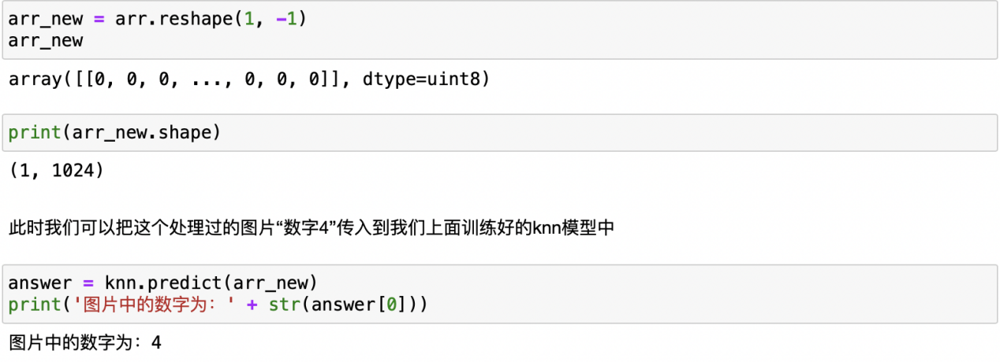 arr_new = arr.reshape(1, -1)
arr_new
array([[0, 0, 0, ..., 0, 0, 0]], dtype=uint8)
print(arr_new.shape)
(1, 1024)
此时我们可以把这个处理过的图片“数字4”传入到我们上面训练好的knn模型中
answer = knn.predict(arr_new)
print('图片中的数字为：' + str(answer[0]))
图片中的数字为：4